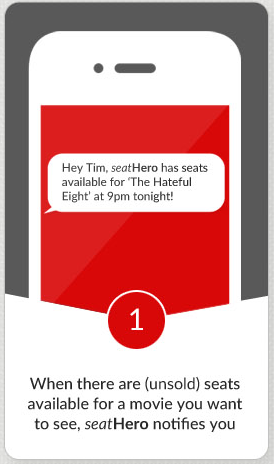 Hey Tim, seatHero has seats
available for 'The Hateful
Eight' at 9pm tonight!
1
When there are (unsold) seats
available for a movie you want
to see, seatHero notifies you